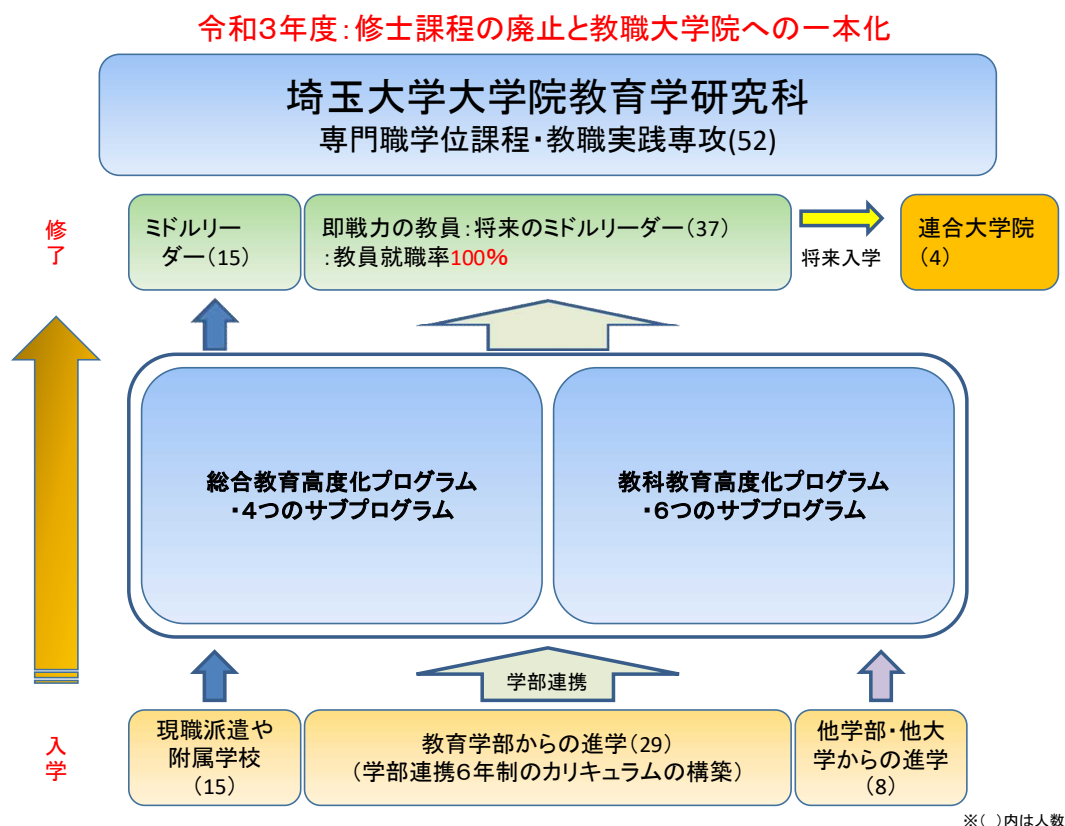 令和3年度：修士課程の廃止と教職大学院への一本化
埼玉大学大学院教育学研究科
専門職学位課程・教職実践専攻(52)
修
了
ミドルリー
ダー(15)
即戦力の教員：将来のミドルリーダー(37)
：教員就職率100%
将来入学
連合大学院
(4)
総合教育高度化プログラム
・4つのサブプログラム
教科教育高度化プログラム
・6つのサブプログラム
学部連携
入
学
現職派遣や
附属学校
(15)
教育学部からの進学(29)
(学部連携6年制のカリキュラムの構築)
他学部・他大
学からの進学
(8)
※( )内は人数